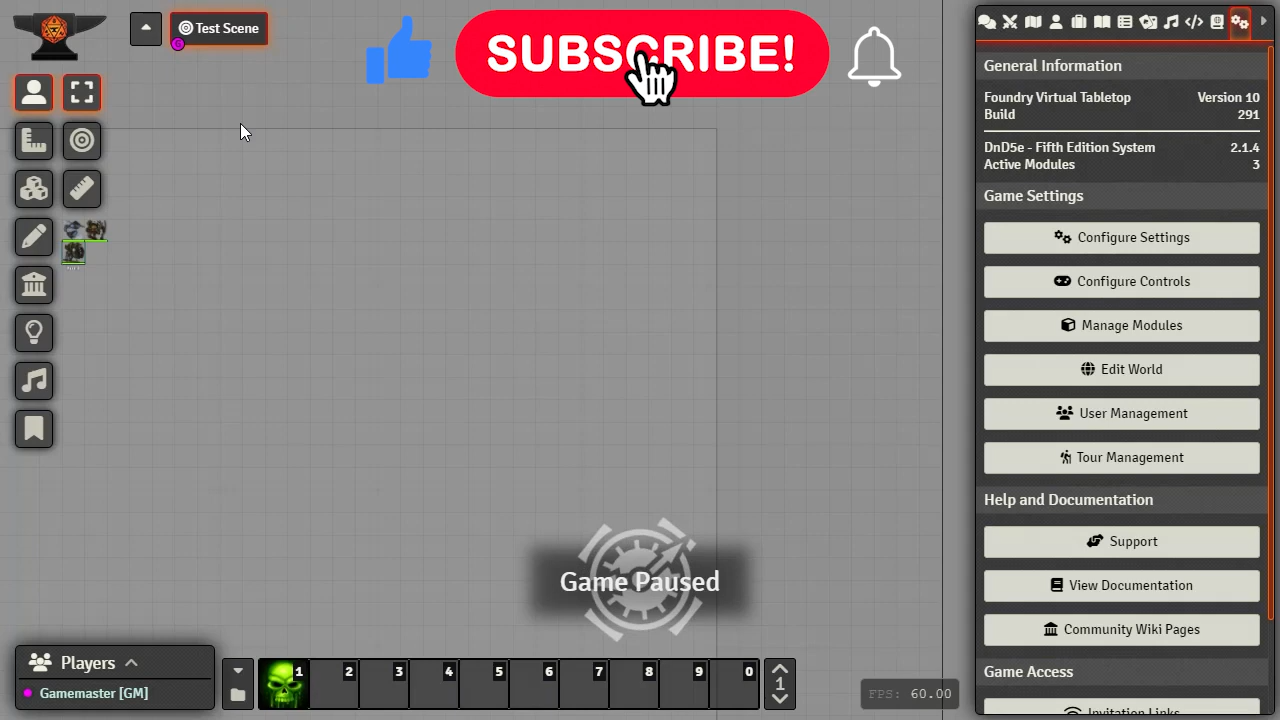 Test Scene
G
SUBSCRIBE!
General Information
Foundry Virtual Tabletop Version 10
Build 291
DnD5e - Fifth Edition System 2.1.4
Active Modules 3
Game Settings
Configure Settings
Configure Controls
Manage Modules
Edit World
User Management
Tour Management
Help and Documentation
Support
View Documentation
Community Wiki Pages
Game Access
Invitation Links
Game Paused
Players
Gamemaster [GM]
1 2 3 4 5 6 7 8 9 0
1
FPS: 60.00